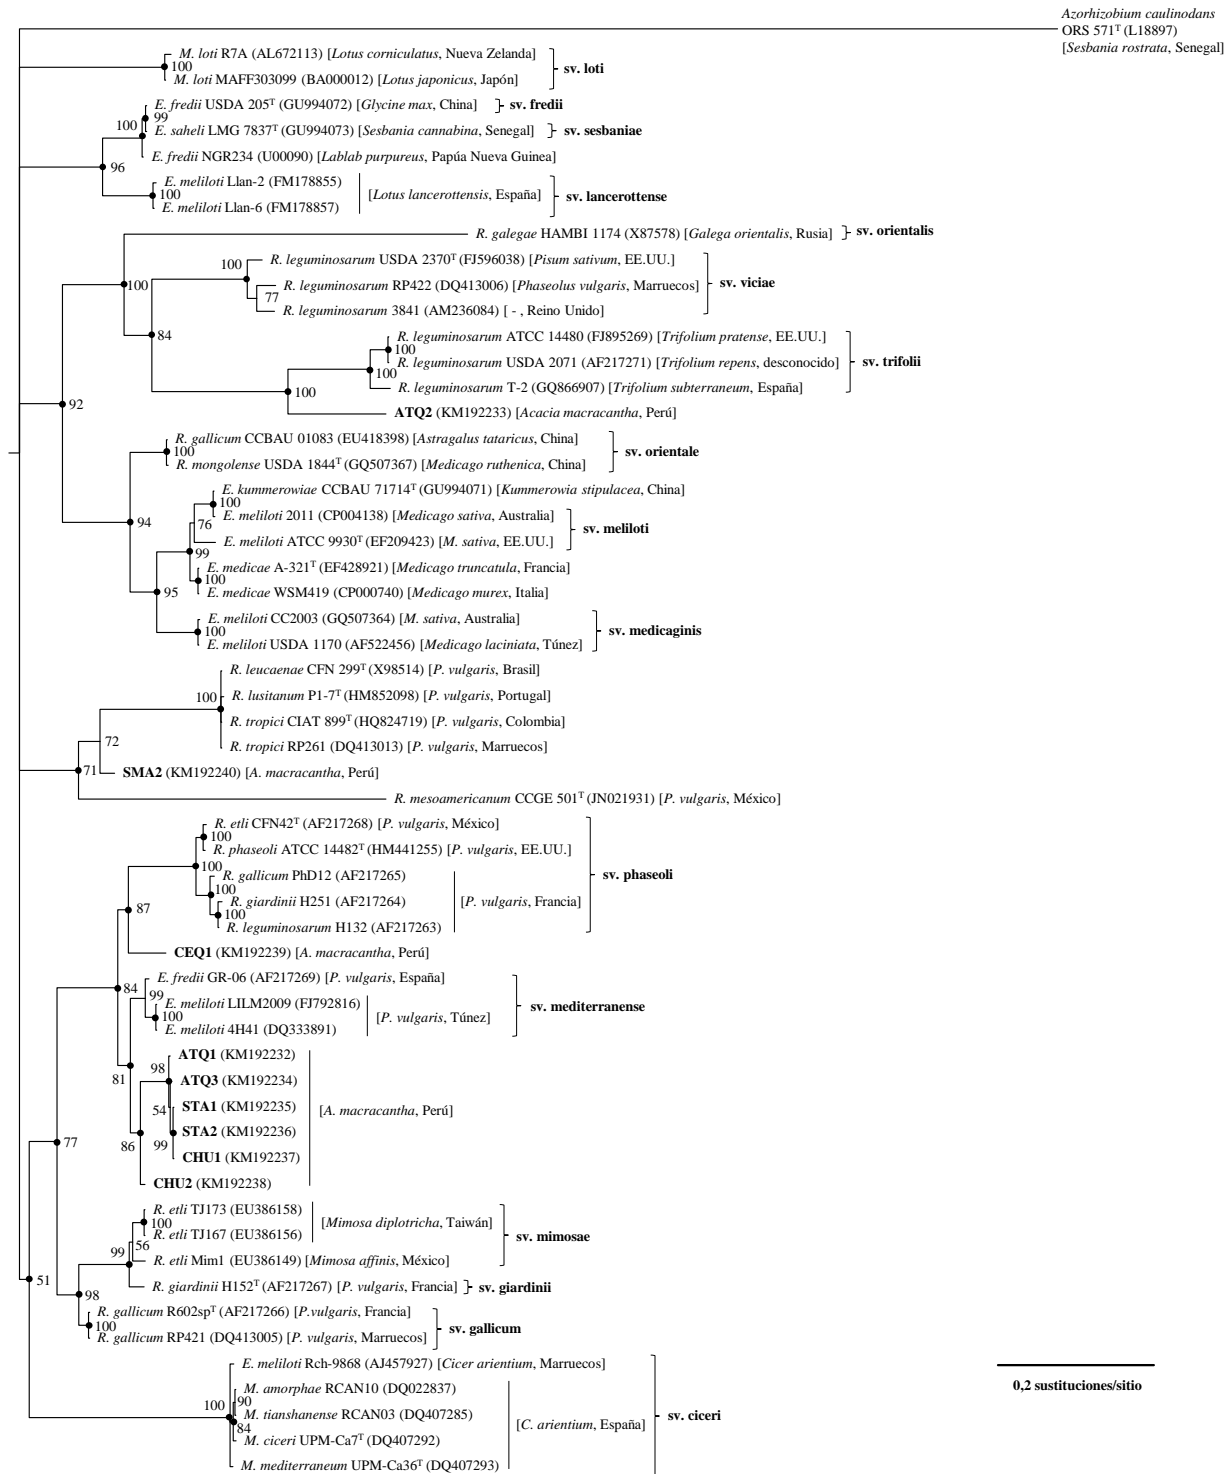 Azorhizobium caulinodans
ORS 571T (L18897)
[Sesbania rostrata, Senegal]
M. loti R7A (AL672113) [Lotus corniculatus, Nueva Zelanda]
100
sv. loti
M. loti MAFF303099 (BA000012) [Lotus japonicus, Japón]
E. fredii USDA 205T (GU994072) [Glycine max, China]
sv. fredii
99
100
E. saheli LMG 7837T (GU994073) [Sesbania cannabina, Senegal]
sv. sesbaniae
E. fredii NGR234 (U00090) [Lablab purpureus, Papúa Nueva Guinea]
96
E. meliloti Llan-2 (FM178855)
100
[Lotus lancerottensis, España]
sv. lancerottense
E. meliloti Llan-6 (FM178857)
R. galegae HAMBI 1174 (X87578) [Galega orientalis, Rusia]
sv. orientalis
R. leguminosarum USDA 2370T (FJ596038) [Pisum sativum, EE.UU.]
100
100
R. leguminosarum RP422 (DQ413006) [Phaseolus vulgaris, Marruecos]
sv. viciae
77
R. leguminosarum 3841 (AM236084) [ - , Reino Unido]
84
R. leguminosarum ATCC 14480 (FJ895269) [Trifolium pratense, EE.UU.]
100
R. leguminosarum USDA 2071 (AF217271) [Trifolium repens, desconocido]
sv. trifolii
100
R. leguminosarum T-2 (GQ866907) [Trifolium subterraneum, España]
100
92
ATQ2 (KM192233) [Acacia macracantha, Perú]
R. gallicum CCBAU 01083 (EU418398) [Astragalus tataricus, China]
100
sv. orientale
R. mongolense USDA 1844T (GQ507367) [Medicago ruthenica, China]
E. kummerowiae CCBAU 71714T (GU994071) [Kummerowia stipulacea, China]
100
E. meliloti 2011 (CP004138) [Medicago sativa, Australia]
94
76
sv. meliloti
E. meliloti ATCC 9930T (EF209423) [M. sativa, EE.UU.]
99
E. medicae A-321T (EF428921) [Medicago truncatula, Francia]
100
E. medicae WSM419 (CP000740) [Medicago murex, Italia]
95
E. meliloti CC2003 (GQ507364) [M. sativa, Australia]
100
sv. medicaginis
E. meliloti USDA 1170 (AF522456) [Medicago laciniata, Túnez]
R. leucaenae CFN 299T (X98514) [P. vulgaris, Brasil]
100
R. lusitanum P1-7T (HM852098) [P. vulgaris, Portugal]
R. tropici CIAT 899T (HQ824719) [P. vulgaris, Colombia]
72
R. tropici RP261 (DQ413013) [P. vulgaris, Marruecos]
71
SMA2 (KM192240) [A. macracantha, Perú]
R. mesoamericanum CCGE 501T (JN021931) [P. vulgaris, México]
R. etli CFN42T (AF217268) [P. vulgaris, México]
100
R. phaseoli ATCC 14482T (HM441255) [P. vulgaris, EE.UU.]
100
sv. phaseoli
R. gallicum PhD12 (AF217265)
100
R. giardinii H251 (AF217264)
[P. vulgaris, Francia]
87
100
R. leguminosarum H132 (AF217263)
CEQ1 (KM192239) [A. macracantha, Perú]
E. fredii GR-06 (AF217269) [P. vulgaris, España]
84
99
E. meliloti LILM2009 (FJ792816)
sv. mediterranense
100
[P. vulgaris, Túnez]
E. meliloti 4H41 (DQ333891)
ATQ1 (KM192232)
98
81
ATQ3 (KM192234)
STA1 (KM192235)
54
[A. macracantha, Perú]
STA2 (KM192236)
77
86
99
CHU1 (KM192237)
CHU2 (KM192238)
R. etli TJ173 (EU386158)
100
[Mimosa diplotricha, Taiwán]
R. etli TJ167 (EU386156)
sv. mimosae
99
56
R. etli Mim1 (EU386149) [Mimosa affinis, México]
51
R. giardinii H152T (AF217267) [P. vulgaris, Francia]
sv. giardinii
98
R. gallicum R602spT (AF217266) [P.vulgaris, Francia]
100
sv. gallicum
R. gallicum RP421 (DQ413005) [P. vulgaris, Marruecos]
E. meliloti Rch-9868 (AJ457927) [Cicer arientium, Marruecos]
0,2 sustituciones/sitio
M. amorphae RCAN10 (DQ022837)
100
90
M. tianshanense RCAN03 (DQ407285)
sv. ciceri
84
[C. arientium, España]
M. ciceri UPM-Ca7T (DQ407292)
M. mediterraneum UPM-Ca36T (DQ407293)